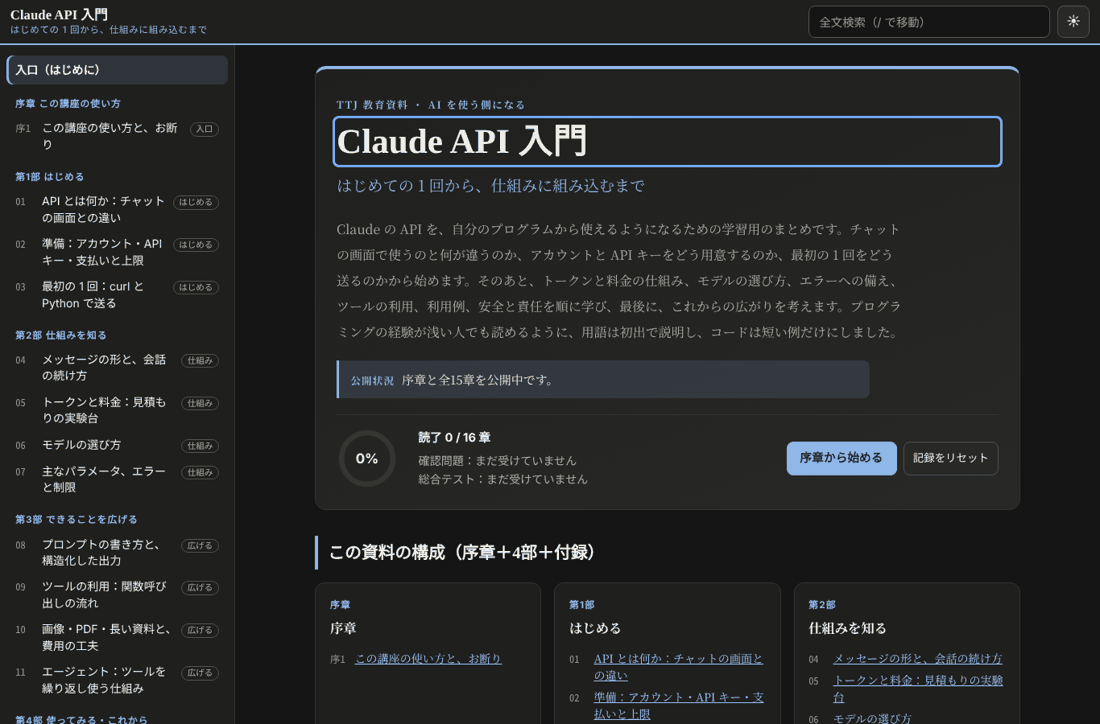 Claude API 入門
はじめての 1 回から、仕組みに組み込むまで
全文検索（/ で移動）
入口（はじめに）
序章 この講座の使い方
序1 この講座の使い方と、お断り 入口
第1部 はじめる
01 API とは何か：チャットの画面との違い はじめる
02 準備：アカウント・API キー・支払いと上限 はじめる
03 最初の 1 回：curl と Python で送る はじめる
第2部 仕組みを知る
04 メッセージの形と、会話の続け方 仕組み
05 トークンと料金：見積もりの実験台 仕組み
06 モデルの選び方 仕組み
07 主なパラメータ、エラーと制限 仕組み
第3部 できることを広げる
08 プロンプトの書き方と、構造化した出力 広げる
09 ツールの利用：関数呼び出しの流れ 広げる
10 画像・PDF・長い資料と、費用の工夫 広げる
11 エージェント：ツールを繰り返し使う仕組み 広げる
第4部 使ってみる・これから
TTJ 教育資料 ・ AI を使う側になる
Claude API 入門
はじめての 1 回から、仕組みに組み込むまで
Claude の API を、自分のプログラムから使えるようになるための学習用のまとめです。チャット
の画面で使うのと何が違うのか、アカウントと API キーをどう用意するのか、最初の 1 回をどう
送るのかから始めます。そのあと、トークンと料金の仕組み、モデルの選び方、エラーへの備え、
ツールの利用、利用例、安全と責任を順に学び、最後に、これからの広がりを考えます。プログラ
ミングの経験が浅い人でも読めるように、用語は初出で説明し、コードは短い例だけにしました。
公開状況 序章と全15章を公開中です。
0%
読了 0 / 16 章
確認問題：まだ受けていません
総合テスト：まだ受けていません
序章から始める
記録をリセット
この資料の構成（序章＋4部＋付録）
序章
序章
序1 この講座の使い方と、お断り
第1部
はじめる
01 API とは何か：チャットの画面と
の違い
02 準備：アカウント・API キー・支
払いと上限
第2部
仕組みを知る
04 メッセージの形と、会話の続け方
05 トークンと料金：見積もりの実験
台
06 モデルの選び方